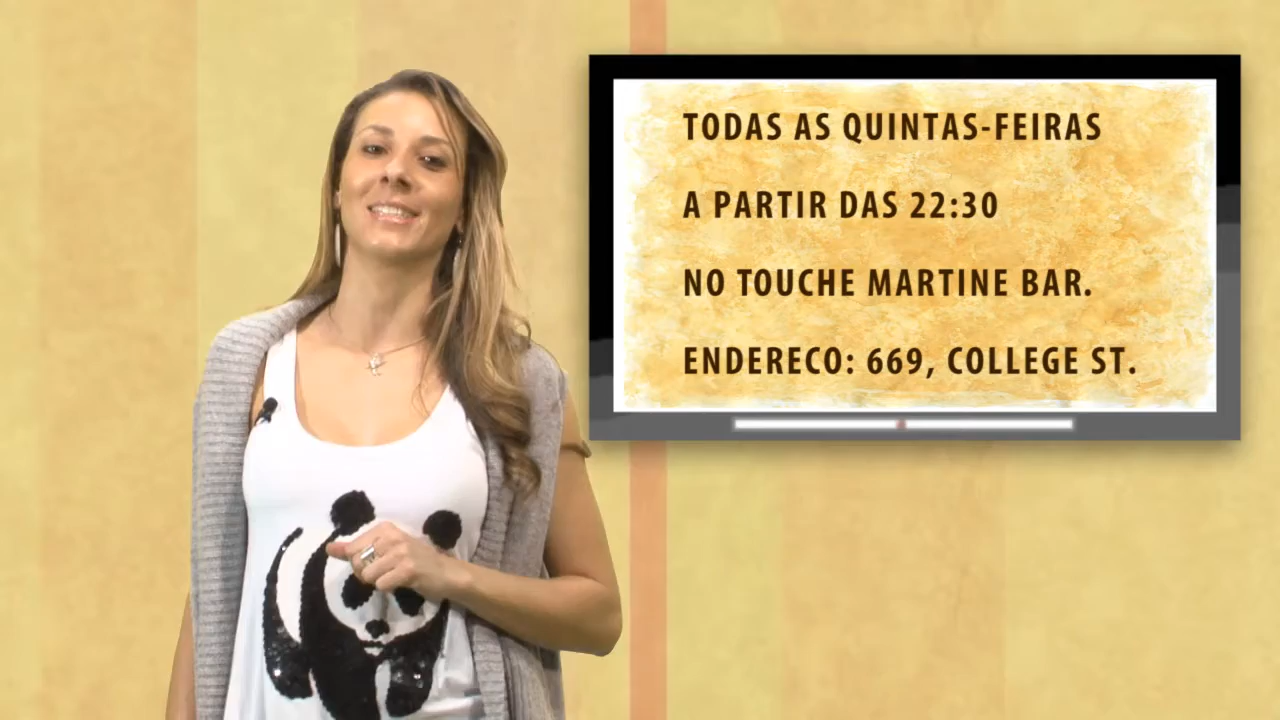 TODAS AS QUINTAS-FEIRAS
A PARTIR DAS 22:30
NO TOUCHE MARTINE BAR.
ENDERECO: 669, COLLEGE ST.